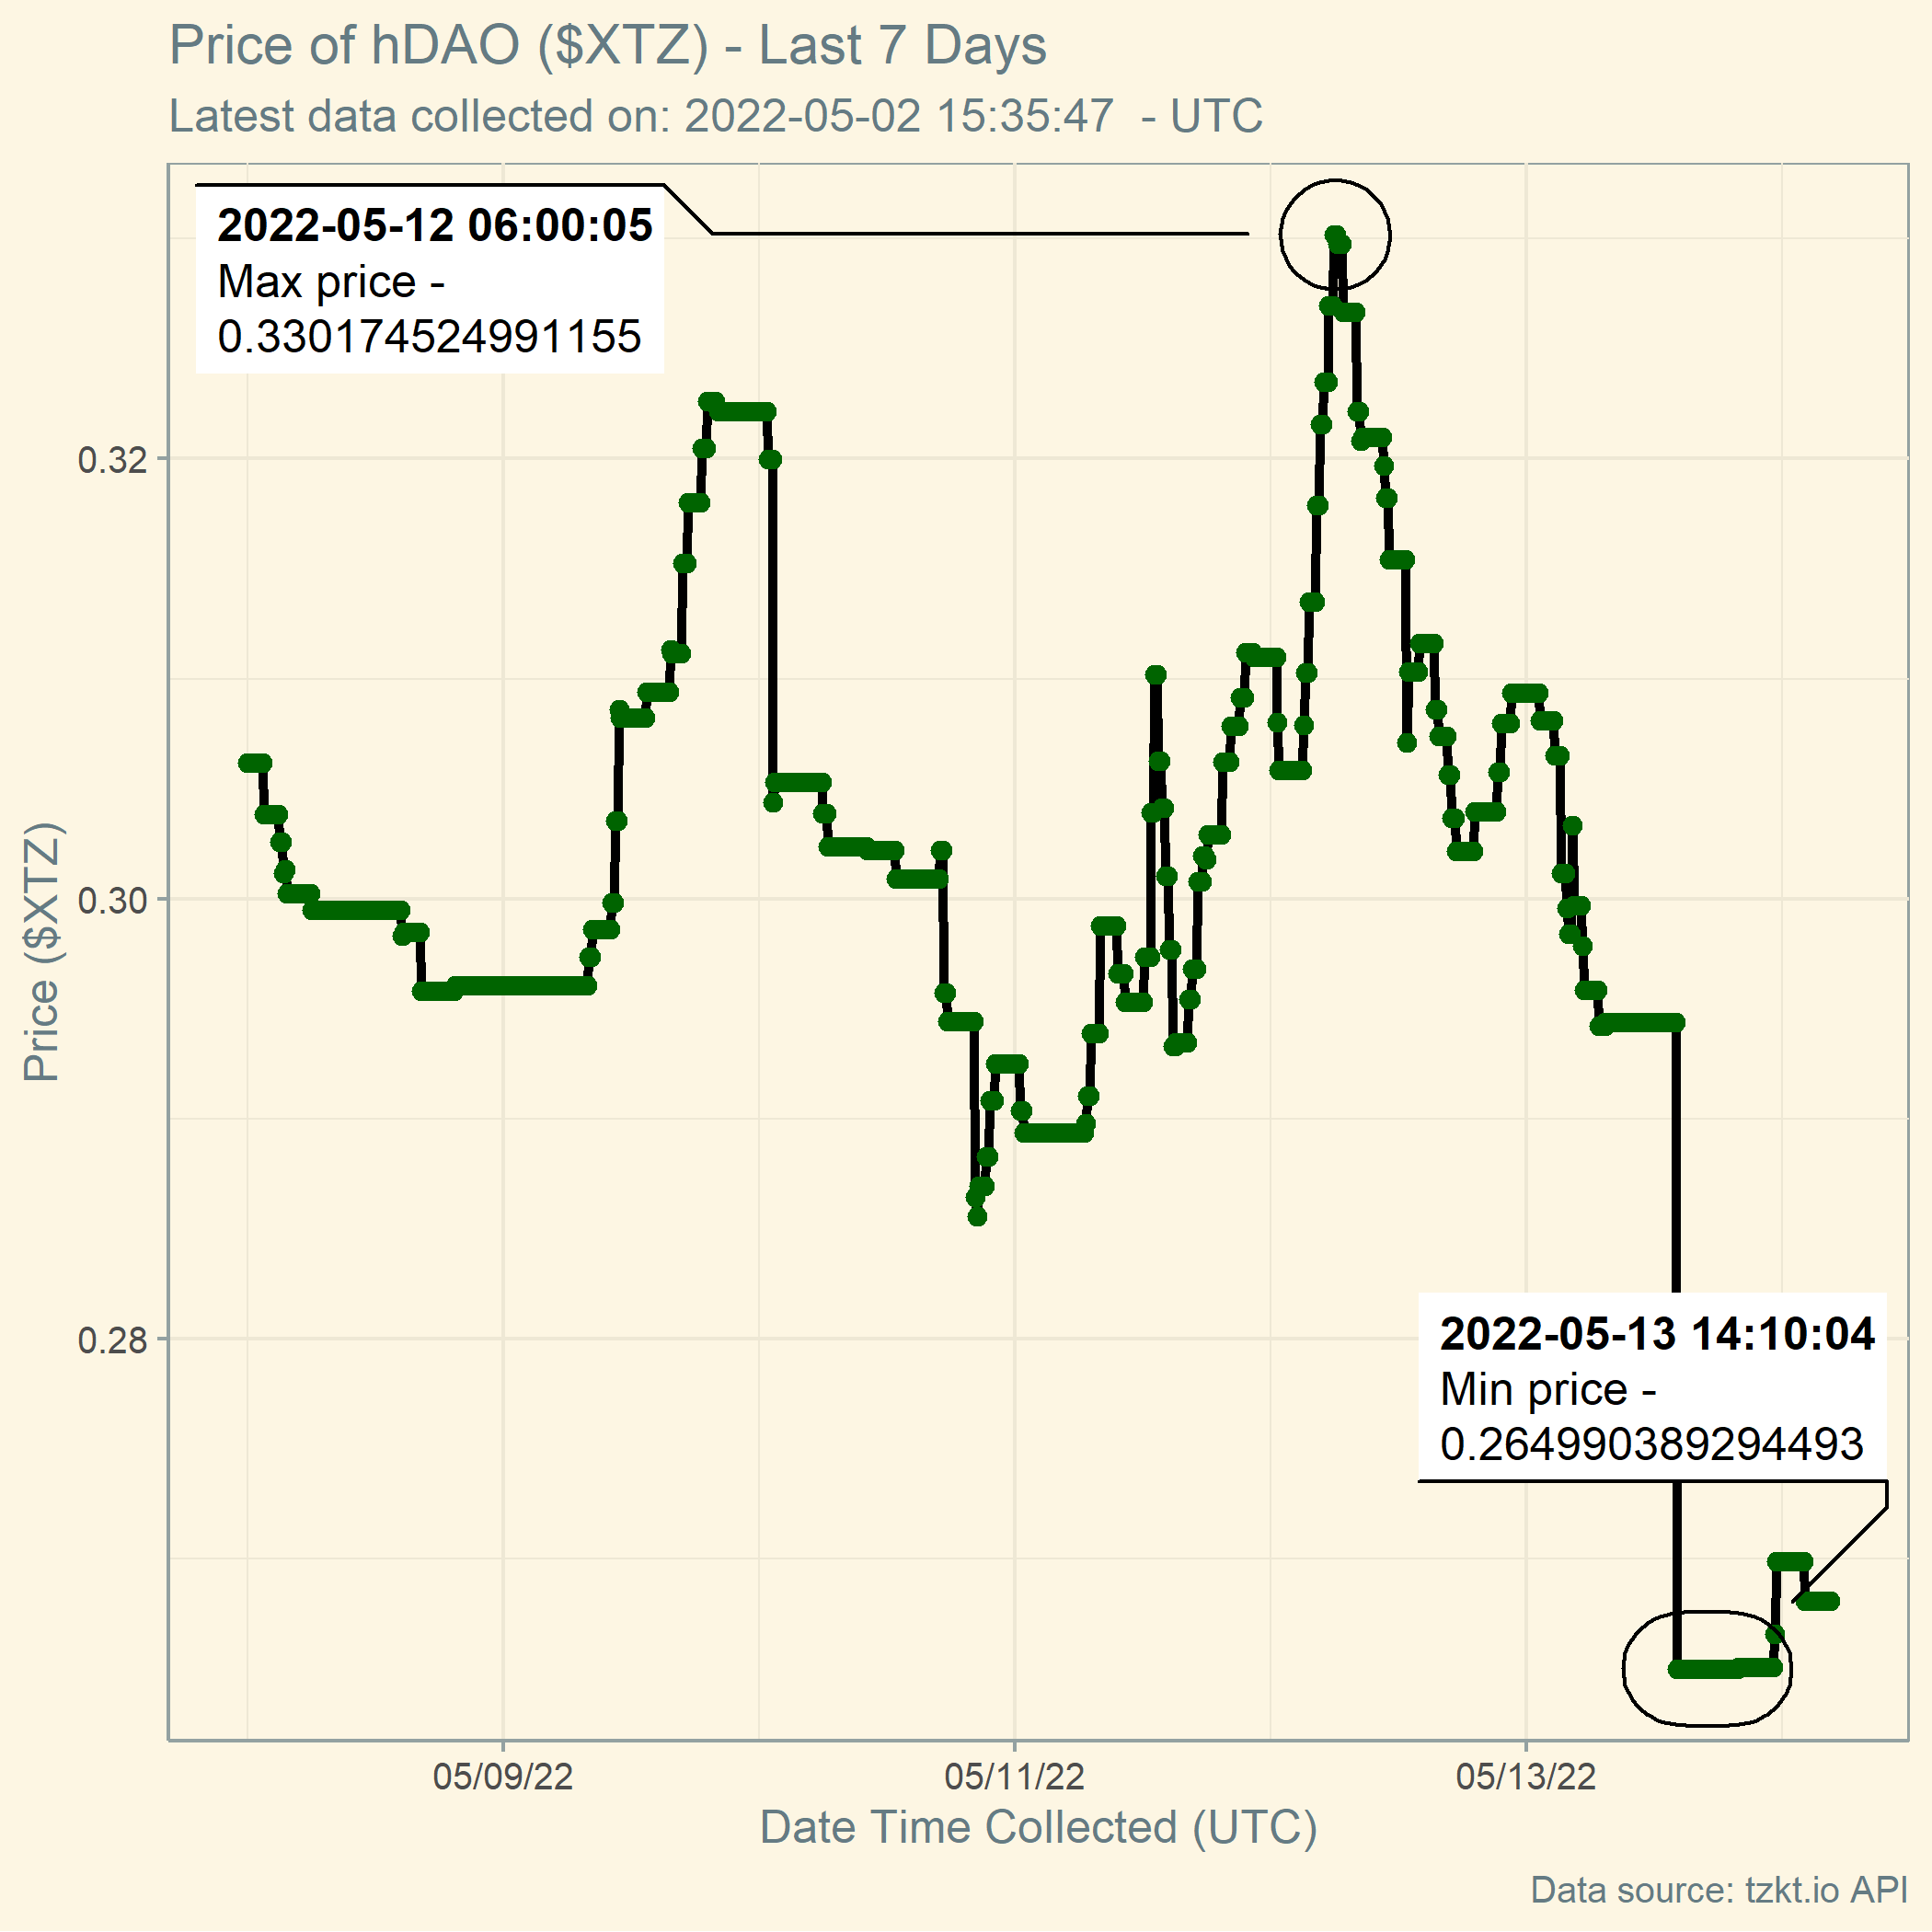 Price of hDAO ($XTZ) - Last 7 Days
Latest data collected on: 2022-05-02 15:35:47  - UTC
2022-05-12 06:00:05
Max price -
0.330174524991155
0.32
0.30
0.28
Price ($XTZ)
2022-05-13 14:10:04
Min price -
0.264990389294493
05/09/22
05/11/22
05/13/22
Date Time Collected (UTC)
Data source: tzkt.io API